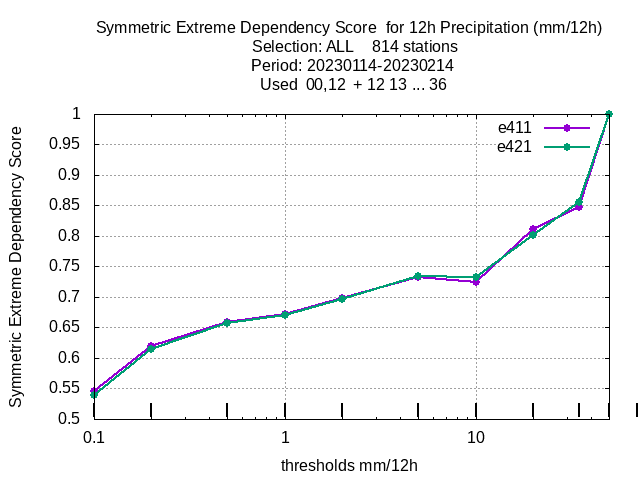 Symmetric Extreme Dependency Score for 12h Precipitation (mm/12h)
Selection: ALL 814 stations
Period: 20230114-20230214
Used 00,12 + 12 13 ... 36
e411
e421
Symmetric Extreme Dependency Score
1
0.95
0.9
0.85
0.8
0.75
0.7
0.65
0.6
0.55
0.5
0.1
1
10
thresholds mm/12h